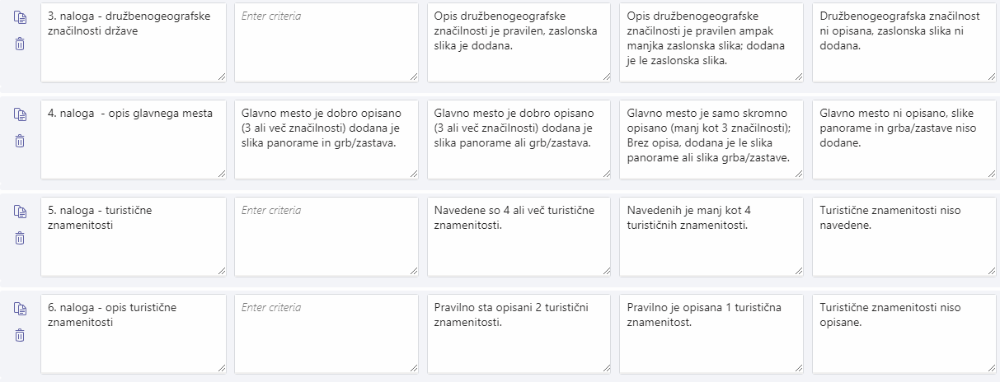 3. naloga - družbenogeografske
značilnosti države
Enter criteria
Opis družbenogeografske
značilnosti je pravilen, zaslonska
slika je dodana.
Opis družbenogeografske
značilnosti je pravilen ampak
manjka zaslonska slika; dodana
je le zaslonska slika.
Družbenogeografska značilnost
ni opisana, zaslonska slika ni
dodana.
4. naloga  - opis glavnega mesta
Glavno mesto je dobro opisano
(3 ali več značilnosti) dodana je
slika panorame in grb/zastava.
Glavno mesto je dobro opisano
(3 ali več značilnosti) dodana je
slika panorame ali grb/zastava.
Glavno mesto je samo skromno
opisano (manj kot 3 značilnosti);
Brez opisa, dodana je le slika
panorame ali slika grba/zastave.
Glavno mesto ni opisano, slike
panorame in grba/zastave niso
dodane.
5. naloga - turistične
znamenitosti
Enter criteria
Navedene so 4 ali več turistične
znamenitosti.
Navedenih je manj kot 4
turističnih znamenitosti.
Turistične znamenitosti niso
navedene.
6. naloga - opis turistične
znamenitosti
Enter criteria
Pravilno sta opisani 2 turistični
znamenitosti.
Pravilno je opisana 1 turistična
znamenitost.
Turistične znamenitosti niso
opisane.